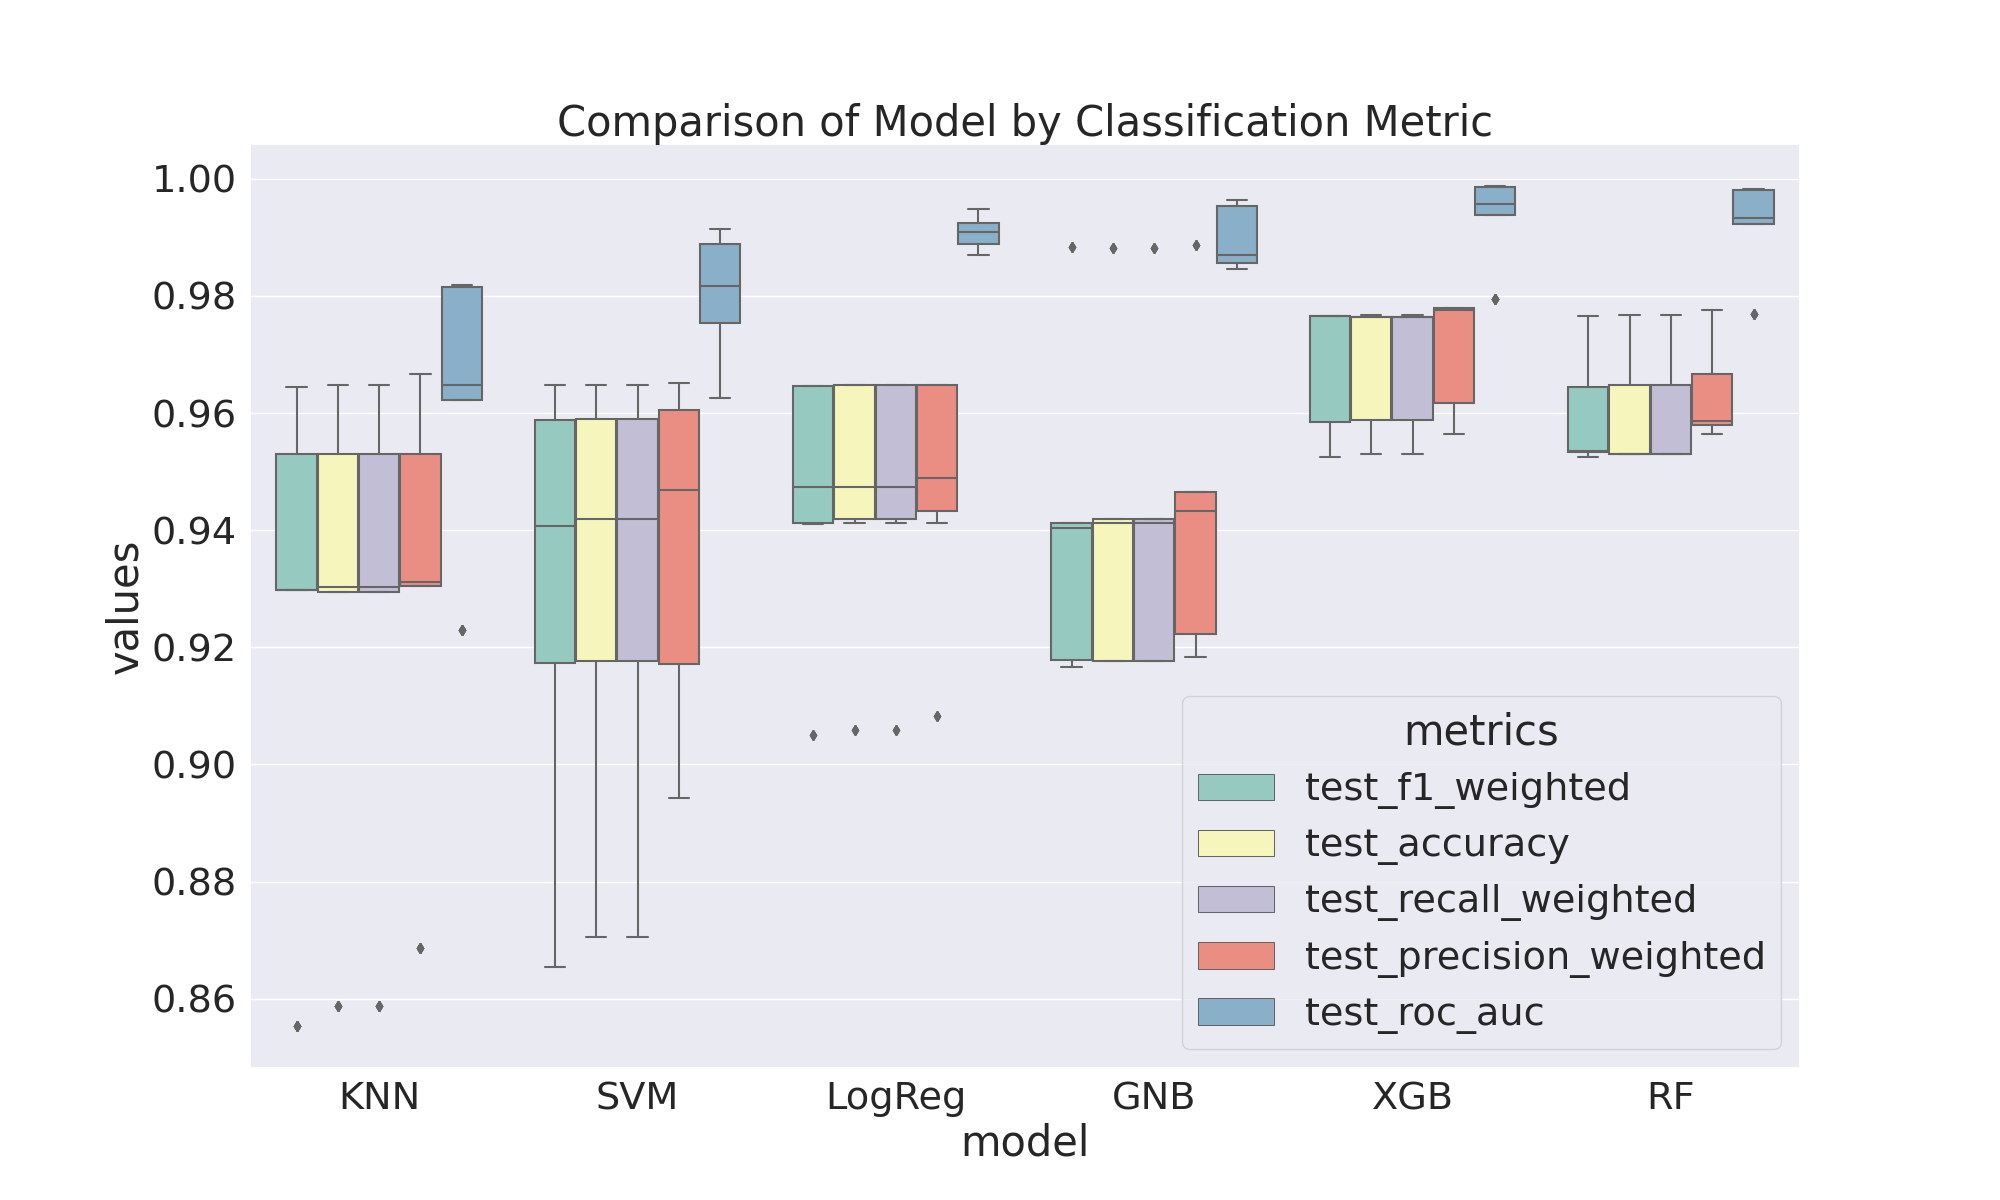 Comparison of Model by Classification Metric
1.00
0.98
0.96
0.94
0.92
0.90
0.88
0.86
values
metrics
test_f1_weighted
test_accuracy
test_recall_weighted
test_precision_weighted
test_roc_auc
KNN SVM LogReg GNB XGB RF
model